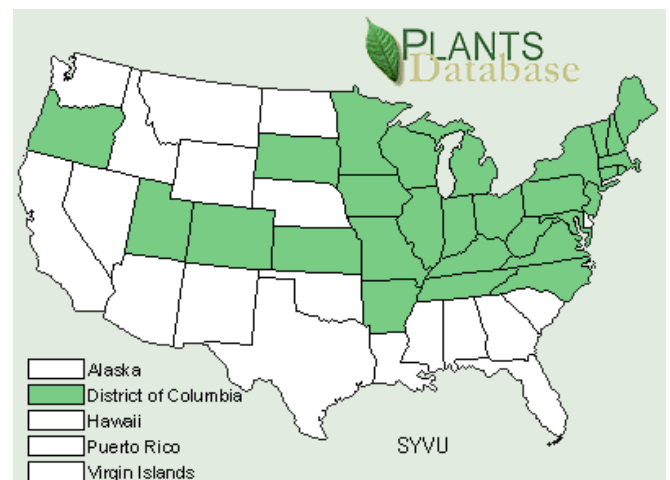 PLANTS
Database
Alaska
District of Columbia
Hawaii
Puerto Rico
Virgin Islands
SYVU